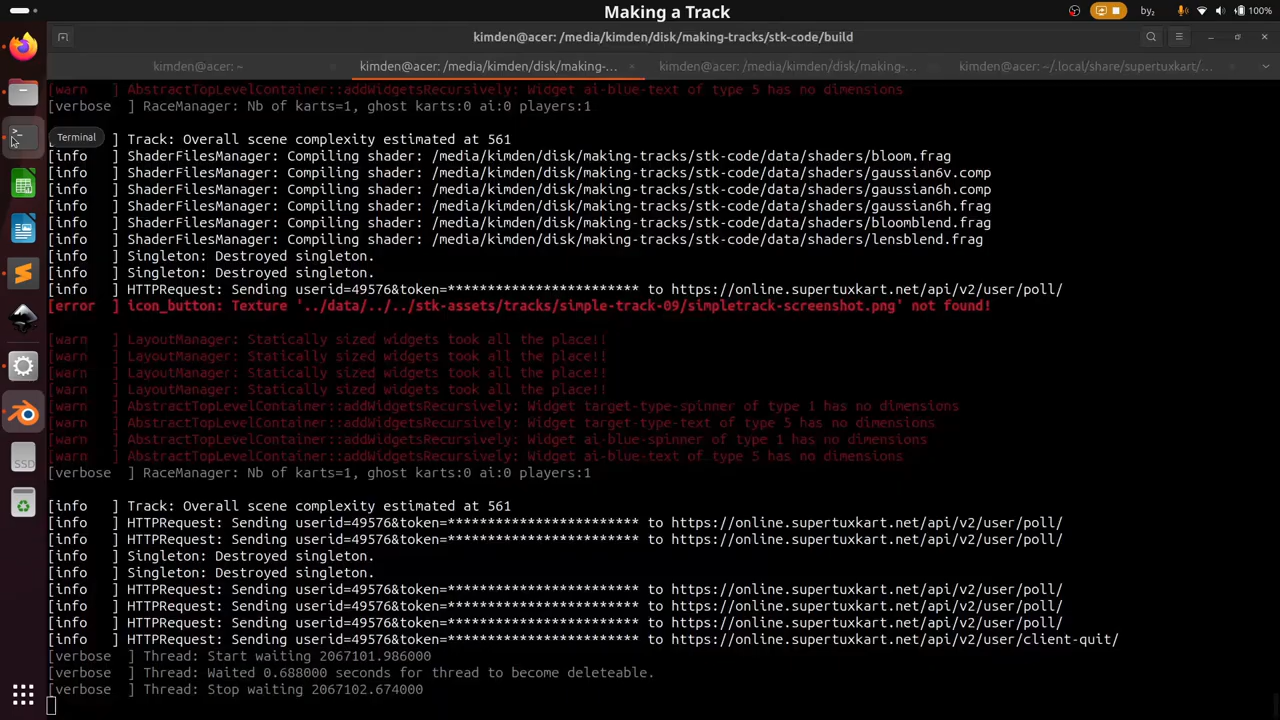 Making a Track
by₂
100%
kimden@acer: /media/kimden/disk/making-tracks/stk-code/build
kimden@acer: ~
kimden@acer: /media/kimden/disk/making-...
kimden@acer: /media/kimden/disk/making-...
kimden@acer: ~/.local/share/supertuxkart/...
[warn ] AbstractTopLevelContainer::addWidgetsRecursively: Widget ai-blue-text of type 5 has no dimensions
[verbose ] RaceManager: Nb of karts=1, ghost karts:0 ai:0 players:1
Terminal
] Track: Overall scene complexity estimated at 561
[info ] ShaderFilesManager: Compiling shader: /media/kimden/disk/making-tracks/stk-code/data/shaders/bloom.frag
[info ] ShaderFilesManager: Compiling shader: /media/kimden/disk/making-tracks/stk-code/data/shaders/gaussian6v.comp
[info ] ShaderFilesManager: Compiling shader: /media/kimden/disk/making-tracks/stk-code/data/shaders/gaussian6h.comp
[info ] ShaderFilesManager: Compiling shader: /media/kimden/disk/making-tracks/stk-code/data/shaders/gaussian6h.frag
[info ] ShaderFilesManager: Compiling shader: /media/kimden/disk/making-tracks/stk-code/data/shaders/bloomblend.frag
[info ] ShaderFilesManager: Compiling shader: /media/kimden/disk/making-tracks/stk-code/data/shaders/lensblend.frag
[info ] Singleton: Destroyed singleton.
[info ] Singleton: Destroyed singleton.
[info ] HTTPRequest: Sending userid=49576&token=************************ to https://online.supertuxkart.net/api/v2/user/poll/
[error ] icon_button: Texture '../data/../../stk-assets/tracks/simple-track-09/simpletrack-screenshot.png' not found!
[warn ] LayoutManager: Statically sized widgets took all the place!!
[warn ] LayoutManager: Statically sized widgets took all the place!!
[warn ] LayoutManager: Statically sized widgets took all the place!!
[warn ] LayoutManager: Statically sized widgets took all the place!!
[warn ] AbstractTopLevelContainer::addWidgetsRecursively: Widget target-type-spinner of type 1 has no dimensions
[warn ] AbstractTopLevelContainer::addWidgetsRecursively: Widget target-type-text of type 5 has no dimensions
[warn ] AbstractTopLevelContainer::addWidgetsRecursively: Widget ai-blue-spinner of type 1 has no dimensions
[warn ] AbstractTopLevelContainer::addWidgetsRecursively: Widget ai-blue-text of type 5 has no dimensions
[verbose ] RaceManager: Nb of karts=1, ghost karts:0 ai:0 players:1
SSD
[info ] Track: Overall scene complexity estimated at 561
[info ] HTTPRequest: Sending userid=49576&token=************************ to https://online.supertuxkart.net/api/v2/user/poll/
[info ] HTTPRequest: Sending userid=49576&token=************************ to https://online.supertuxkart.net/api/v2/user/poll/
[info ] Singleton: Destroyed singleton.
[info ] Singleton: Destroyed singleton.
[info ] HTTPRequest: Sending userid=49576&token=************************ to https://online.supertuxkart.net/api/v2/user/poll/
[info ] HTTPRequest: Sending userid=49576&token=************************ to https://online.supertuxkart.net/api/v2/user/poll/
[info ] HTTPRequest: Sending userid=49576&token=************************ to https://online.supertuxkart.net/api/v2/user/poll/
[info ] HTTPRequest: Sending userid=49576&token=************************ to https://online.supertuxkart.net/api/v2/user/client-quit/
[verbose ] Thread: Start waiting 2067101.986000
[verbose ] Thread: Waited 0.688000 seconds for thread to become deleteable.
[verbose ] Thread: Stop waiting 2067102.674000